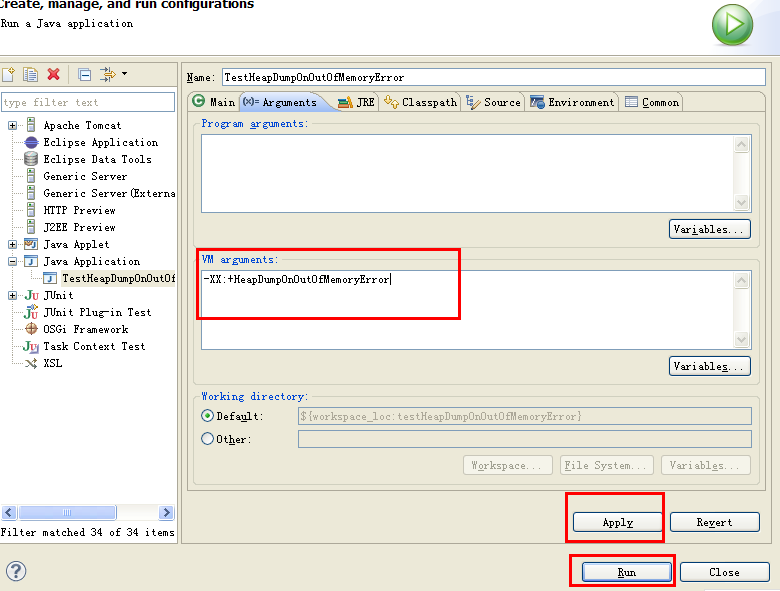 Create, manage, and run configurations
Run a Java application
type filter text
Apache Tomcat
Eclipse Application
Eclipse Data Tools
Generic Server
Generic Server(Externa
HTTP Preview
J2EE Preview
Java Applet
Java Application
TestHeapDumpOnOutOf
JUnit
JUnit Plug-in Test
OSGi Framework
Task Context Test
XSL
Filter matched 34 of 34 items
Name: TestHeapDumpOnOutOfMemoryError
Main (x)= Arguments JRE Classpath Source Environment Common
Program arguments:
Variables...
VM arguments:
-XX:+HeapDumpOnOutOfMemoryError
Variables...
Working directory:
Default: ${workspace_loc:testHeapDumpOnOutOfMemoryError}
Other:
Workspace... File System... Variables...
Apply Revert
Run Close